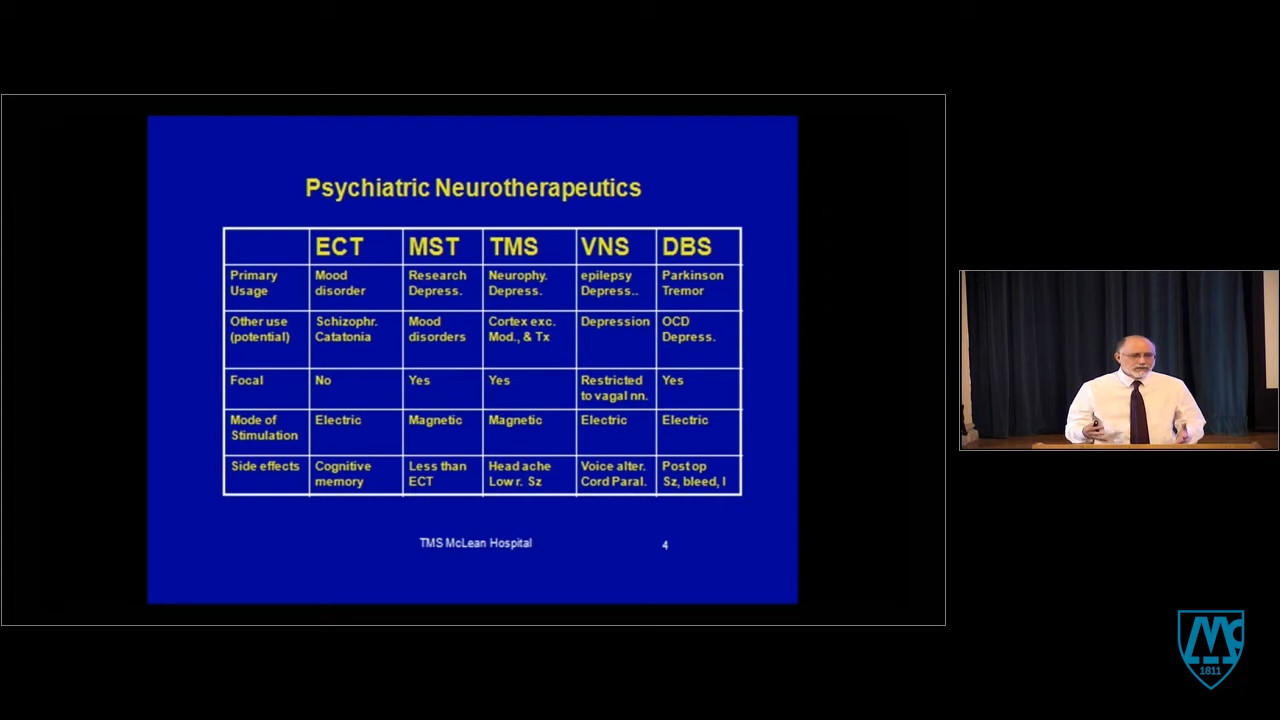 Psychiatric Neurotherapeutics
ECT MST TMS VNS DBS
Primary Usage Mood disorder Research Depress. Neurophy. Depress. epilepsy Depress.. Parkinson Tremor
Other use (potential) Schizophr. Catatonia Mood disorders Cortex exc. Mod., & Tx Depression OCD Depress.
Focal No Yes Yes Restricted to vagal nn. Yes
Mode of Stimulation Electric Magnetic Magnetic Electric Electric
Side effects Cognitive memory Less than ECT Head ache Low r. Sz Voice alter. Cord Paral. Post op Sz, bleed, I
TMS McLean Hospital 4
Mc
1811